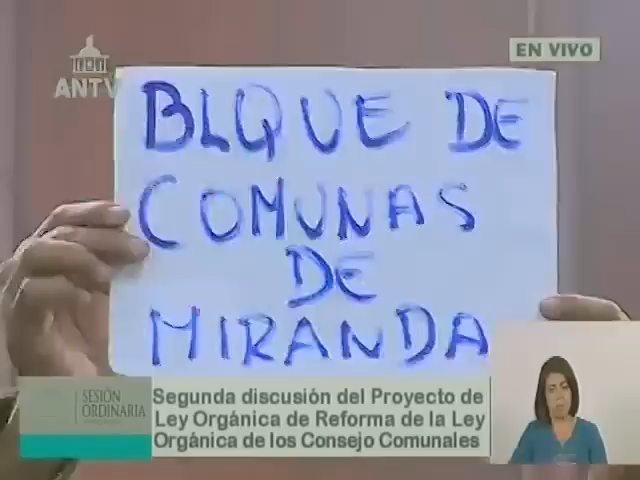 ANTV
EN VIVO
BLQUE DE
COMUNAS
DE
MIRANDA
SESIÓN
ORDINARIA
Segunda discusión del Proyecto de
Ley Orgánica de Reforma de la Ley
Orgánica de los Consejo Comunales